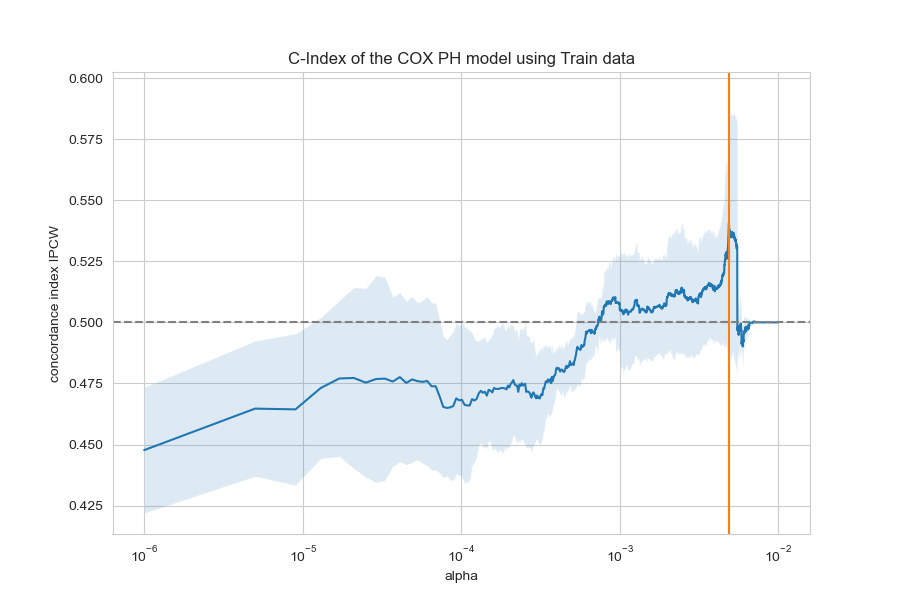 C-Index of the COX PH model using Train data
concordance index IPCW
0.600
0.575
0.550
0.525
0.500
0.475
0.450
0.425
10⁻⁶ 10⁻⁵ 10⁻⁴ 10⁻³ 10⁻²
alpha